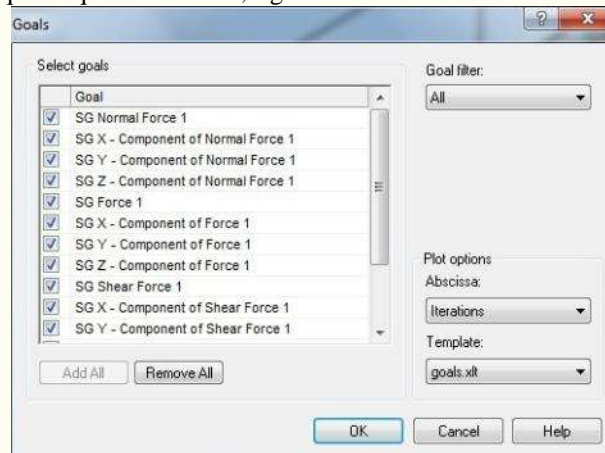 Goals
Select goals
Goal
SG Normal Force 1
SG X - Component of Normal Force 1
SG Y - Component of Normal Force 1
SG Z - Component of Normal Force 1
SG Force 1
SG X - Component of Force 1
SG Y - Component of Force 1
SG Z - Component of Force 1
SG Shear Force 1
SG X - Component of Shear Force 1
SG Y - Component of Shear Force 1
Add All
Remove All
Goal filter:
All
Plot options
Abscissa:
Iterations
Template:
goals.xlt
OK
Cancel
Help